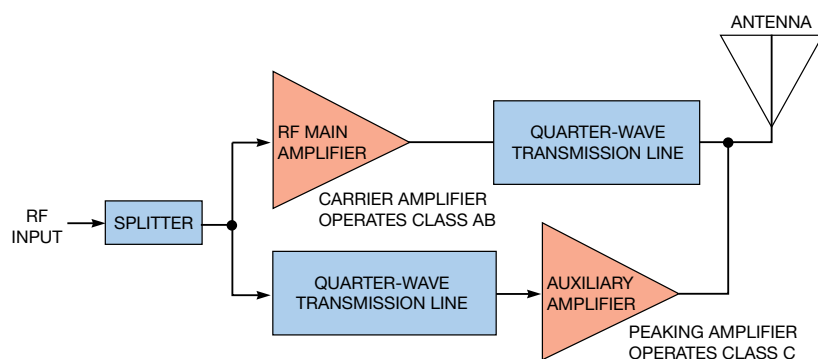 ANTENNA
RF MAIN
AMPLIFIER
QUARTER-WAVE
TRANSMISSION LINE
CARRIER AMPLIFIER
OPERATES CLASS AB
RF
INPUT
SPLITTER
QUARTER-WAVE
TRANSMISSION LINE
AUXILIARY
AMPLIFIER
PEAKING AMPLIFIER
OPERATES CLASS C